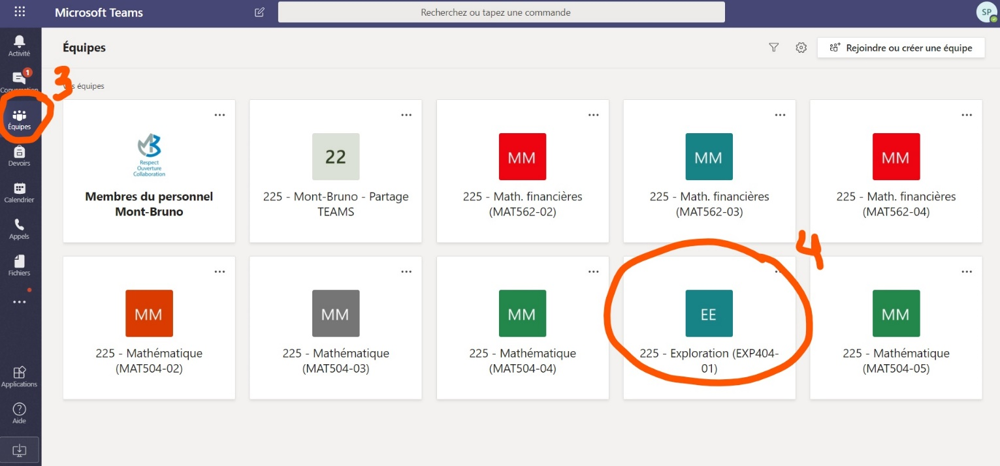 Microsoft Teams
Recherchez ou tapez une commande
SP
Activité
1
Conversation
Équipes
Devoirs
Calendrier
Appels
Fichiers
Applications
Aide
Équipes
Rejoindre ou créer une équipe
3
équipes
MB
Respect
Ouverture
Collaboration
Membres du personnel
Mont-Bruno
22
225 - Mont-Bruno - Partage
TEAMS
MM
225 - Math. financières
(MAT562-02)
MM
225 - Math. financières
(MAT562-03)
MM
225 - Math. financières
(MAT562-04)
4
MM
225 - Mathématique
(MAT504-02)
MM
225 - Mathématique
(MAT504-03)
MM
225 - Mathématique
(MAT504-04)
EE
225 - Exploration (EXP404-
01)
MM
225 - Mathématique
(MAT504-05)